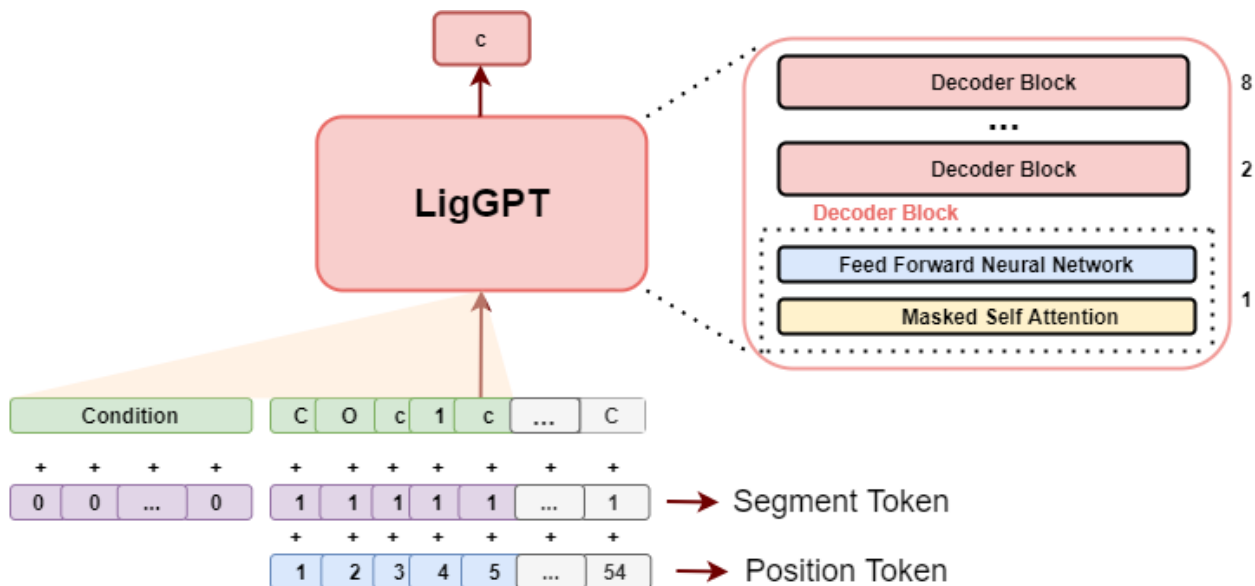 c
LigGPT
Decoder Block 8
...
Decoder Block 2
Decoder Block
Feed Forward Neural Network
Masked Self Attention
1
Condition C O c 1 c ... C
+ + + + + + + + + + +
0 0 ... 0 1 1 1 1 1 ... 1 Segment Token
+ + + + + + +
1 2 3 4 5 ... 54 Position Token